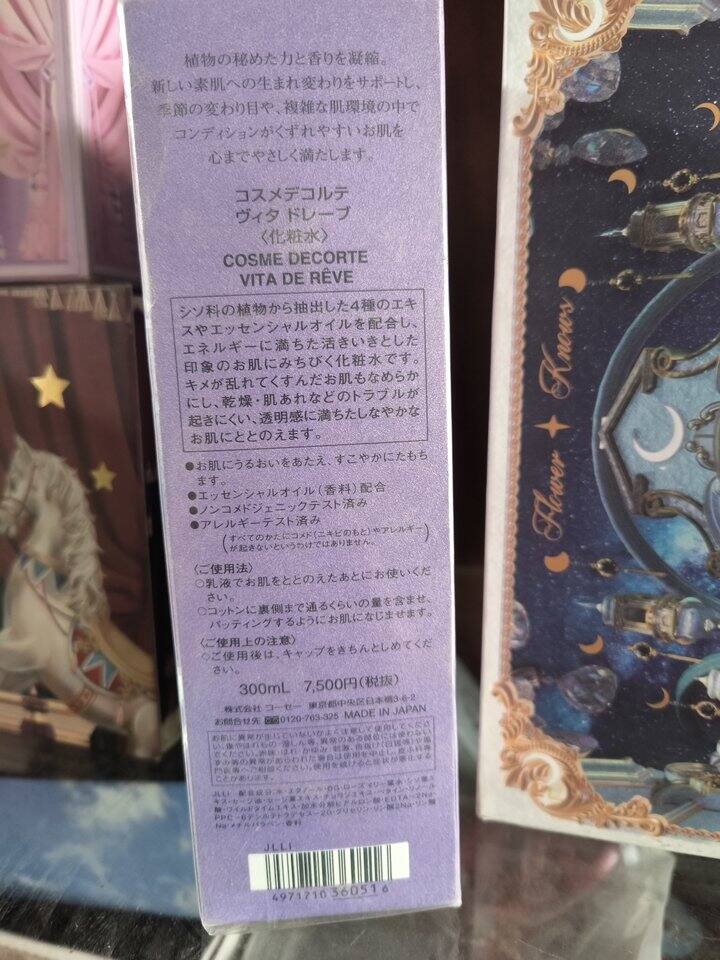 植物の秘めた力と香りを凝縮。
新しい素肌への生まれ変わりをサポートし、
季節の変わり目や、複雑な肌環境の中で
コンディションがくずれやすいお肌を
心までやさしく満たします。
コスメデコルテ
ヴィタ ドレーブ
〈化粧水〉
COSME DECORTE
VITA DE RÊVE
シソ科の植物から抽出した4種のエキ
スやエッセンシャルオイルを配合し、
エネルギーに満ちた活きいきとした
印象のお肌にみちびく化粧水です。
キメが乱れてくすんだお肌もなめらか
にし、乾燥・肌あれなどのトラブルが
起きにくい、透明感に満ちたしなやかな
お肌にととのえます。
●お肌にうるおいをあたえ、すこやかにたもち
ます。
●エッセンシャルオイル（香料）配合
●ノンコメドジェニックテスト済み
●アレルギーテスト済み
（すべてのかたにコメド（ニキビのもと）やアレルギー
が起きないというわけではありません。）
〈ご使用法〉
○乳液でお肌をととのえたあとにお使いくだ
さい。
○コットンに裏側まで通るくらいの量を含ませ、
パッティングするようにお肌になじませます。
〈ご使用上の注意〉
○ご使用後は、キャップをきちんとしめてくだ
さい。
300mL 7,500円(税抜)
株式会社 コーセー 東京都中央区日本橋3-6-2
お問合せ先 0120-763-325 MADE IN JAPAN
JLLI
4971710 360516
Flower Knows